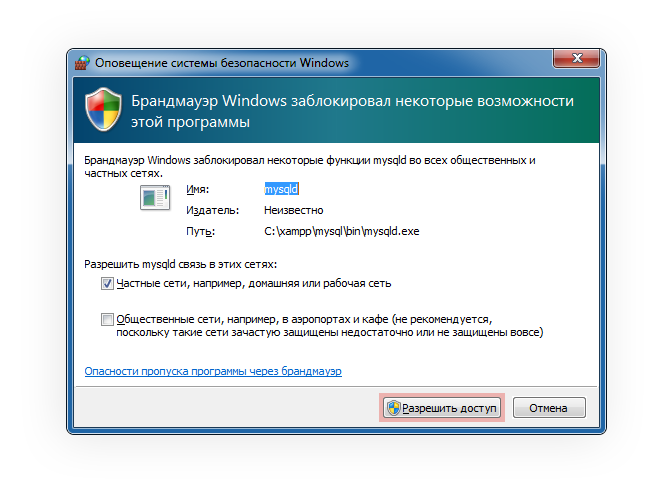 Оповещение системы безопасности Windows
Брандмауэр Windows заблокировал некоторые возможности
этой программы
Брандмауэр Windows заблокировал некоторые функции mysqld во всех общественных и
частных сетях.
Имя: mysqld
Издатель: Неизвестно
Путь: C:\xampp\mysql\bin\mysqld.exe
Разрешить mysqld связь в этих сетях:
Частные сети, например, домашняя или рабочая сеть
Общественные сети, например, в аэропортах и кафе (не рекомендуется,
поскольку такие сети зачастую защищены недостаточно или не защищены вовсе)
Опасности пропуска программы через брандмауэр
Разрешить доступ
Отмена